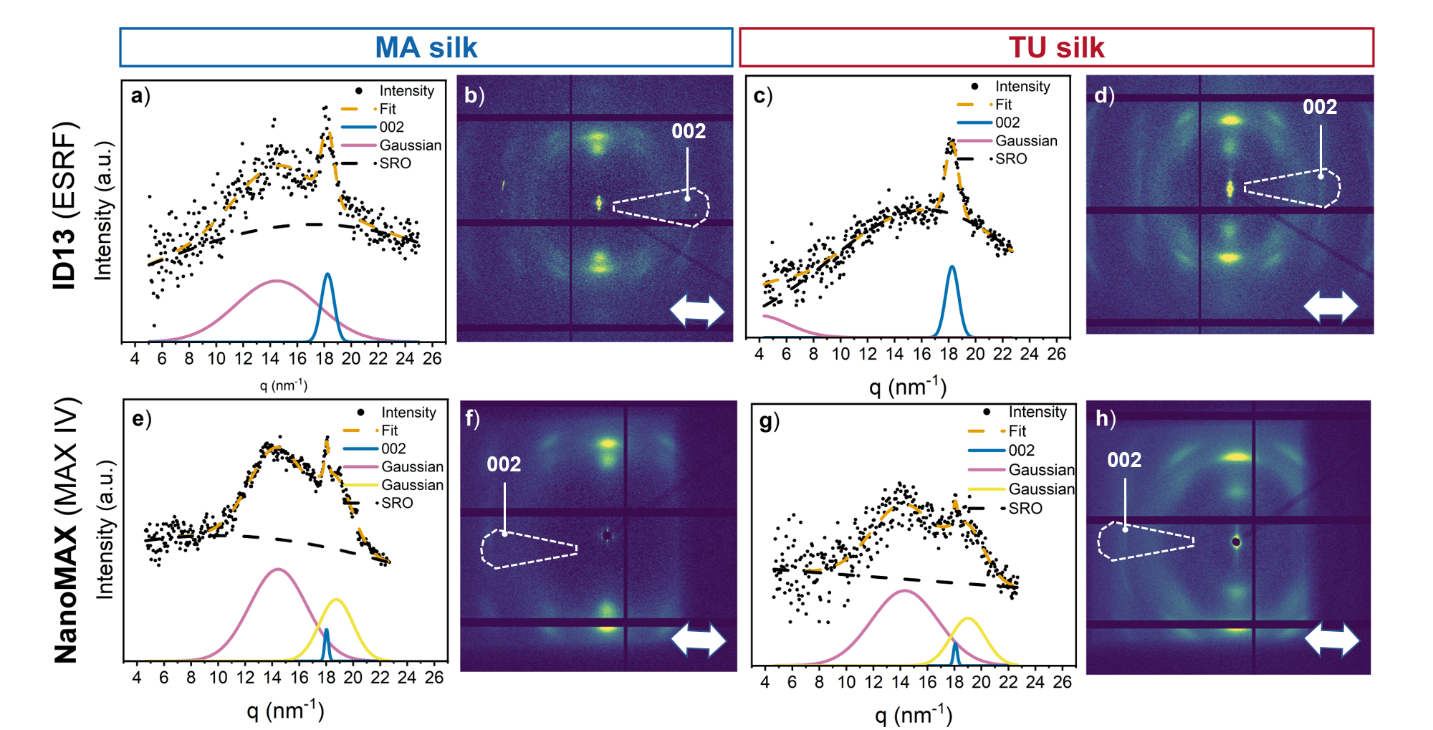 MA silk
TU silk
ID13 (ESRF)
a)
Intensity
Fit
002
Gaussian
SRO
Intensity (a.u.)
4 6 8 10 12 14 16 18 20 22 24 26
q (nm-1)
b)
002
c)
Intensity
Fit
002
Gaussian
SRO
4 6 8 10 12 14 16 18 20 22 24 26
q (nm-1)
d)
002
NanoMAX (MAX IV)
e)
Intensity
Fit
002
Gaussian
Gaussian
SRO
Intensity (a.u.)
4 6 8 10 12 14 16 18 20 22 24 26
q (nm-1)
f)
002
g)
Intensity
Fit
002
Gaussian
Gaussian
SRO
4 6 8 10 12 14 16 18 20 22 24 26
q (nm-1)
h)
002